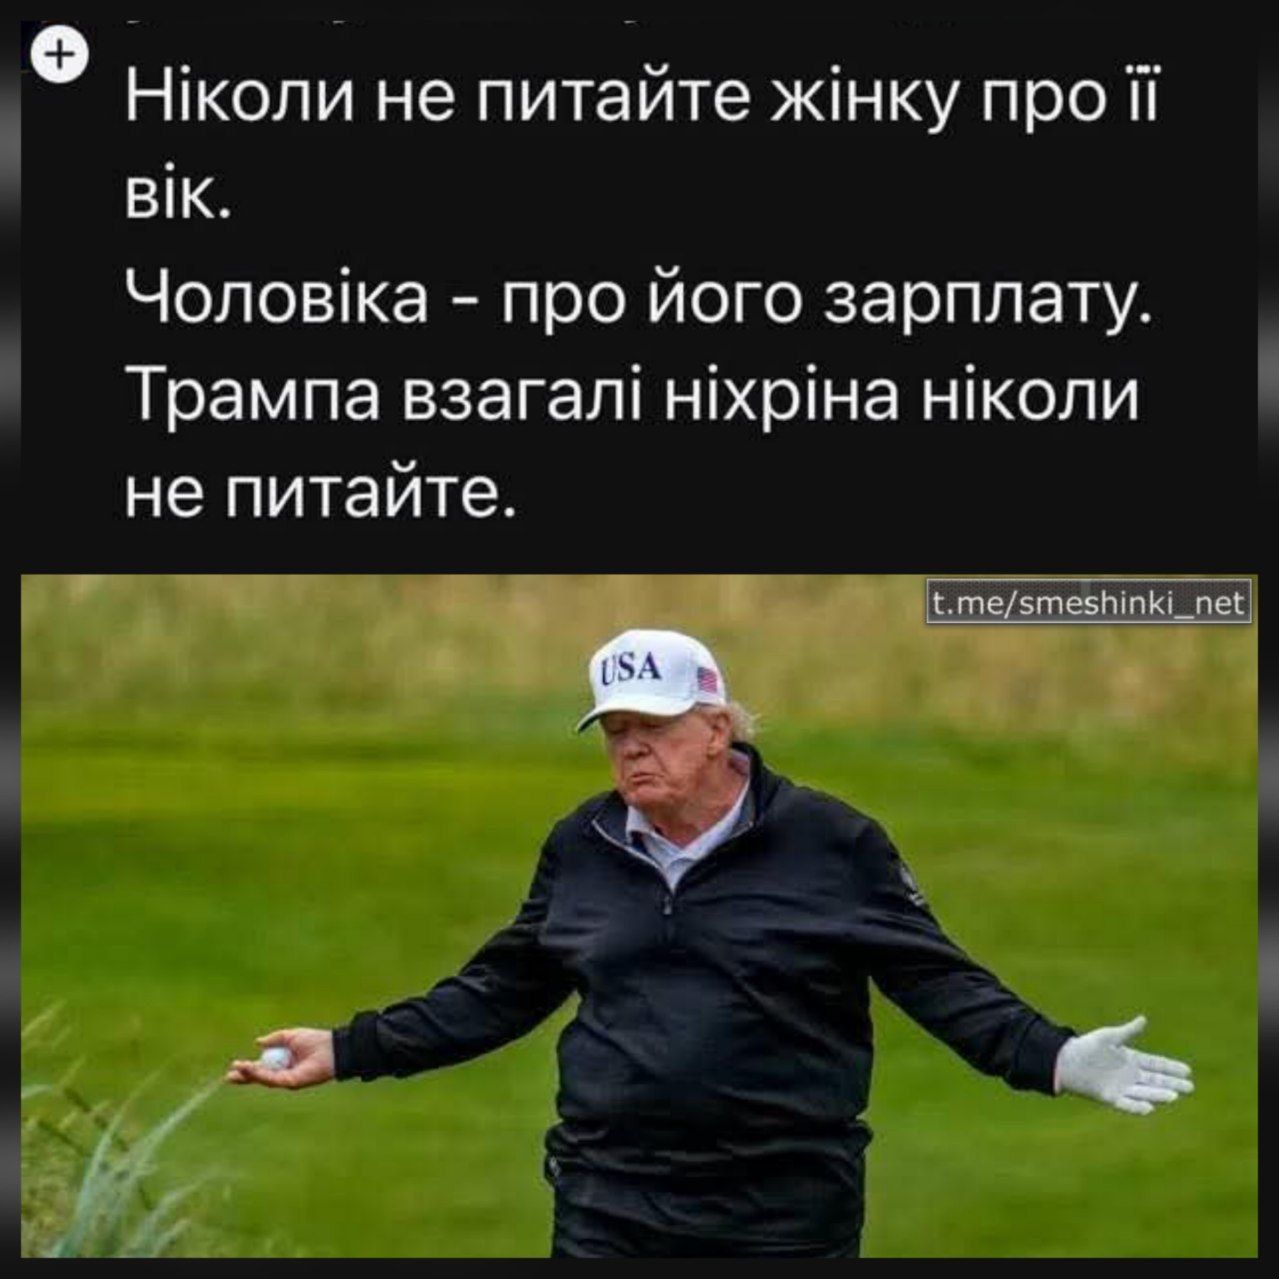 Ніколи не питайте жінку про її
вік.
Чоловіка - про його зарплату.
Трампа взагалі ніхріна ніколи
не питайте.
t.me/smeshinki_net
USA